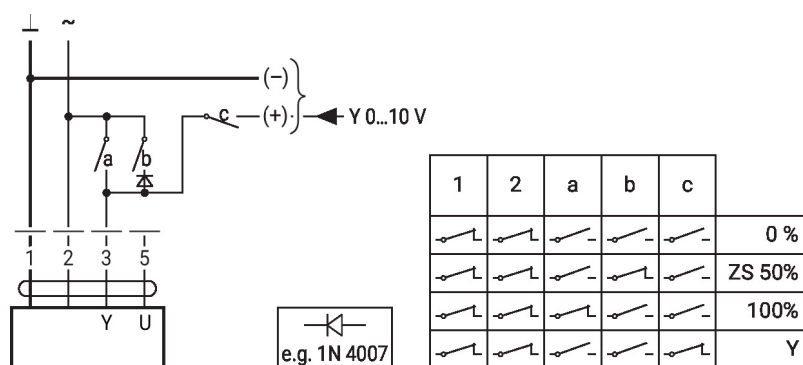 ⊥ ~
(–)
c (+) Y 0...10 V
a b
1 2 3 5
Y U
e.g. 1N 4007
1 2 a b c
0 %
ZS 50%
100%
Y